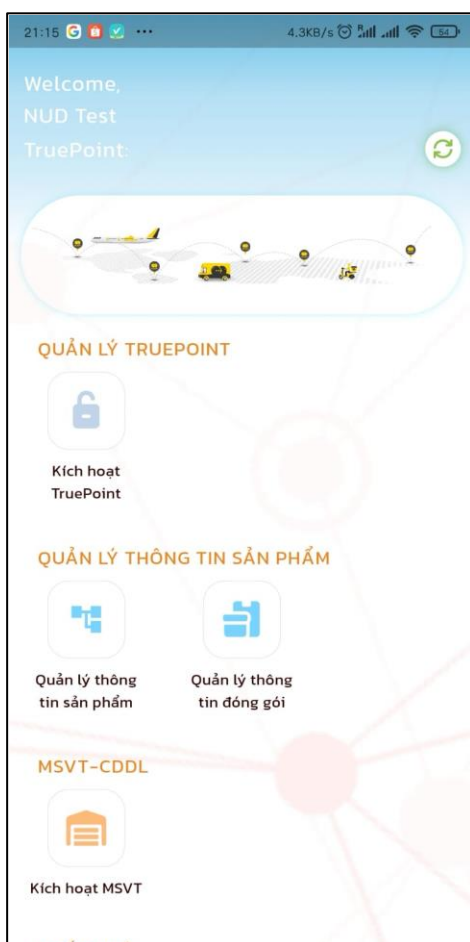 21:15 ... 4.3KB/s 54
Welcome,
NUD Test
TruePoint:
QUẢN LÝ TRUEPOINT
Kích hoạt
TruePoint
QUẢN LÝ THÔNG TIN SẢN PHẨM
Quản lý thông
tin sản phẩm
Quản lý thông
tin đóng gói
MSVT-CDDL
Kích hoạt MSVT